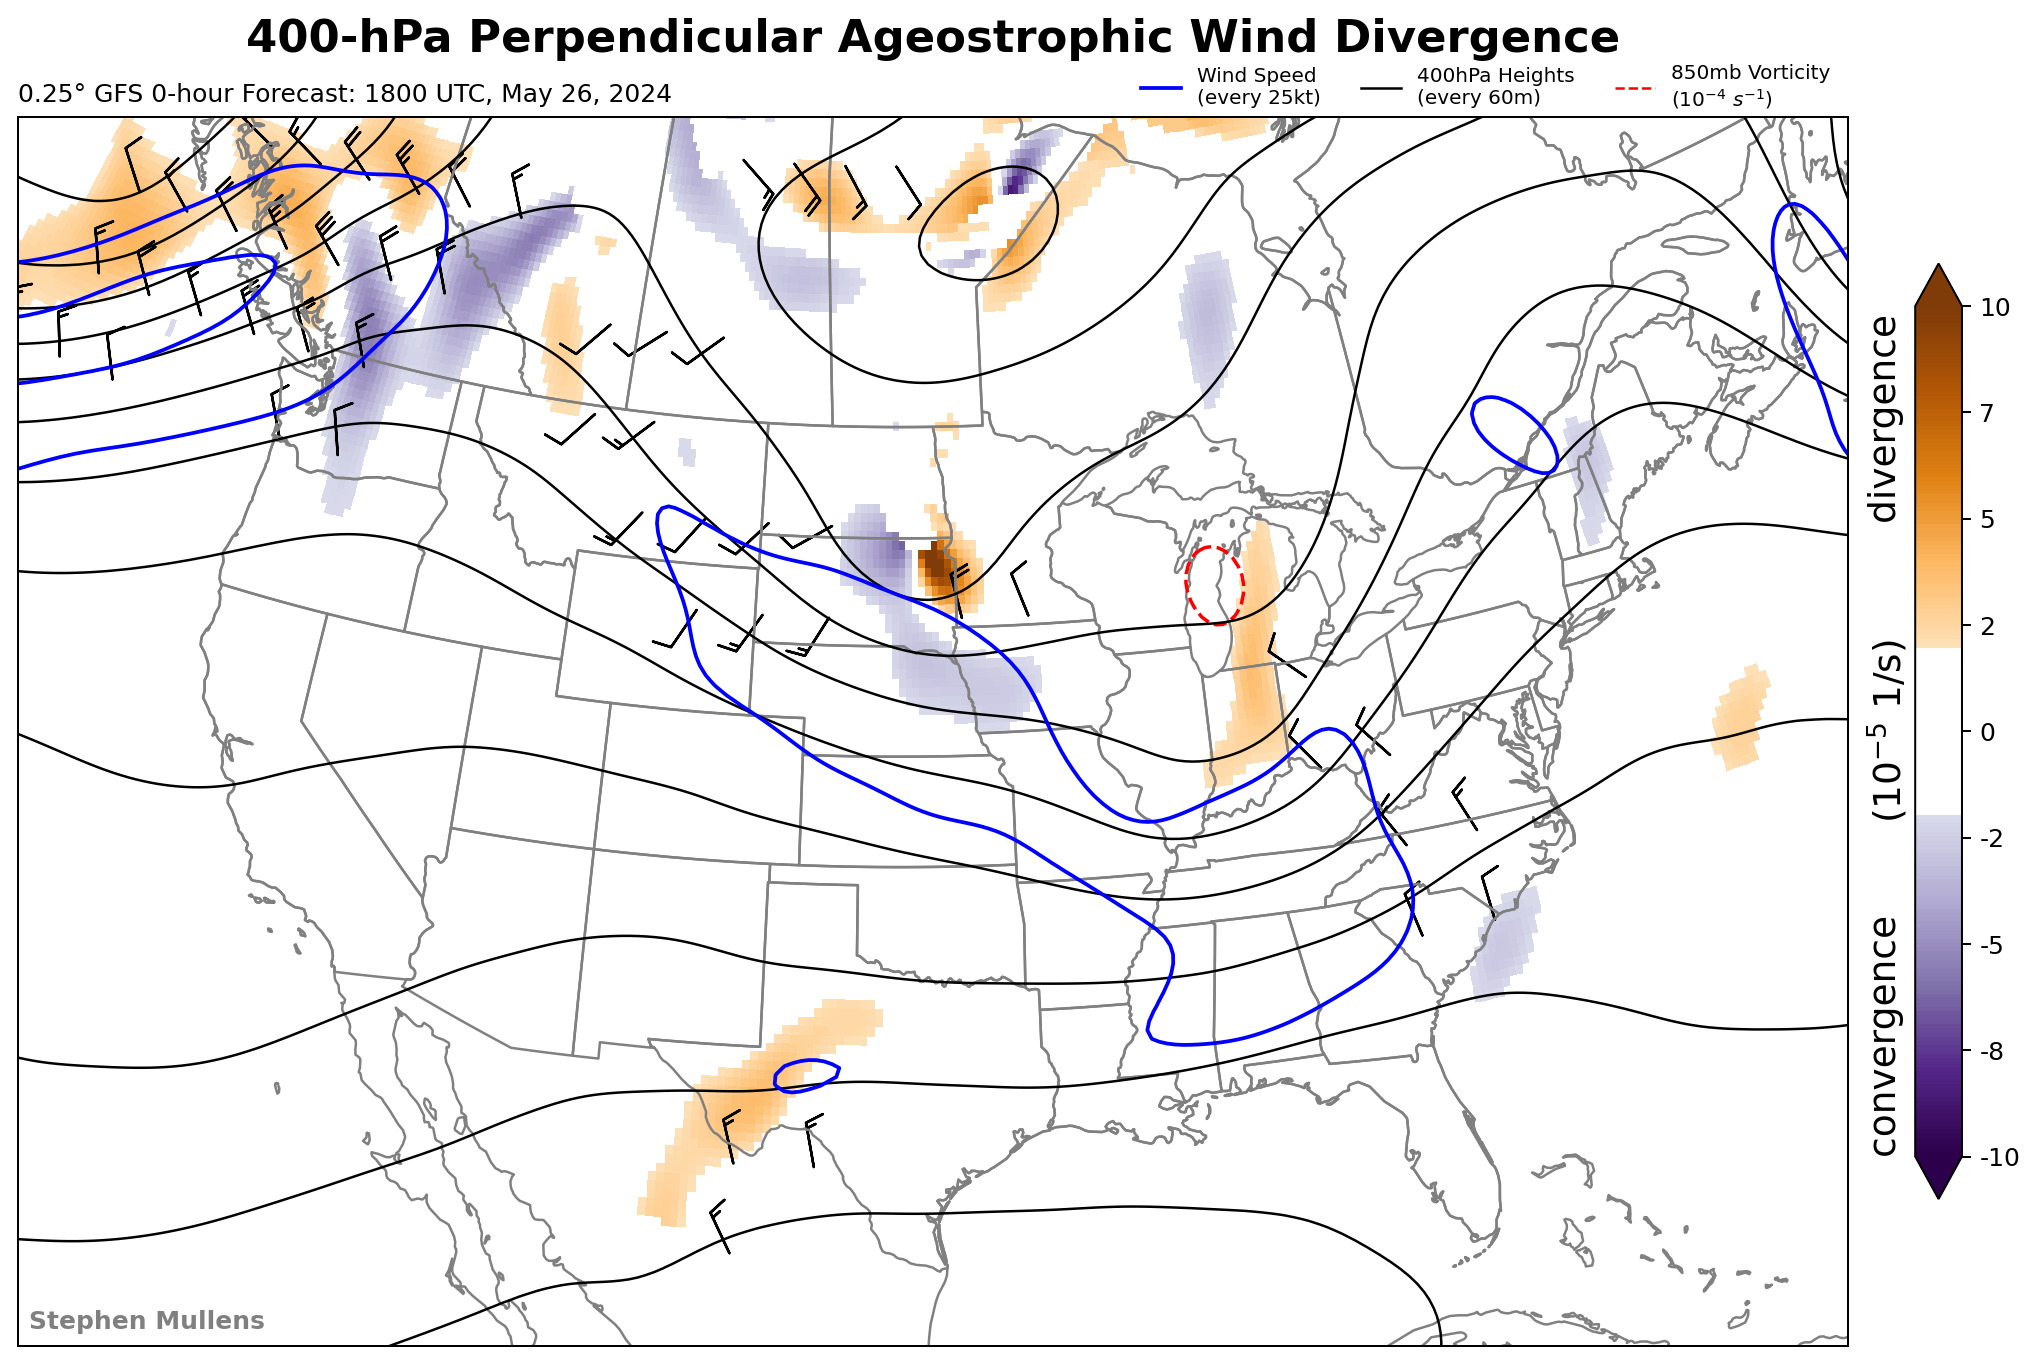 400-hPa Perpendicular Ageostrophic Wind Divergence
0.25° GFS 0-hour Forecast: 1800 UTC, May 26, 2024
Wind Speed
(every 25kt)
400hPa Heights
(every 60m)
850mb Vorticity
(10⁻⁴ s⁻¹)
10
7
5
2
0
-2
-5
-8
-10
convergence (10⁻⁵ 1/s) divergence
Stephen Mullens